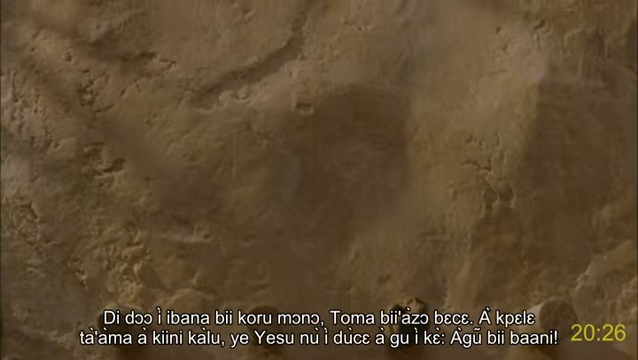 Di dɔɔ ì̀ ibana bii koru mɔnɔ, Toma bii'àzɔ bɛcɛ. À kpɛlɛ
tà'àma à kiini kàlu, ye Yesu nù ì dùcɛ à gu ì kɛ̀: Àgũ̀ bii baani!
20:26